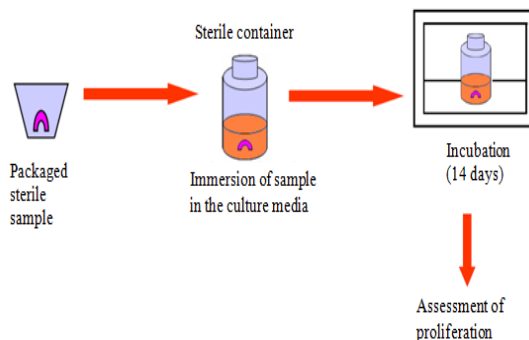 Sterile container
Packaged
sterile
sample
Immersion of sample
in the culture media
Incubation
(14 days)
Assessment of
proliferation